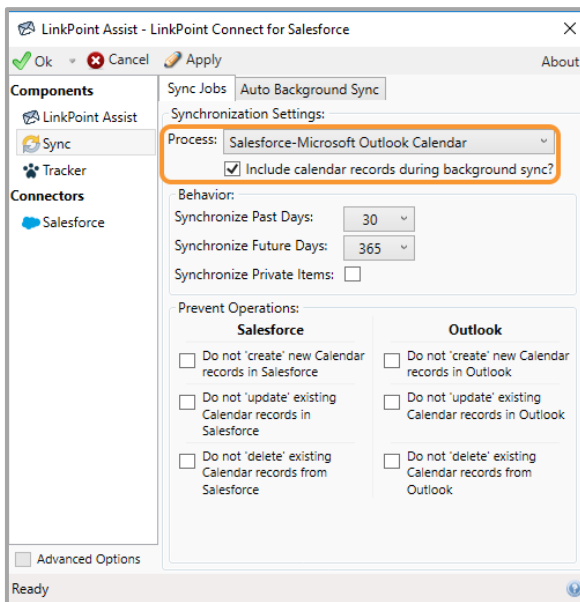 LinkPoint Assist - LinkPoint Connect for Salesforce
Ok Cancel Apply About
Components
LinkPoint Assist
Sync
Tracker
Connectors
Salesforce
Advanced Options
Sync Jobs Auto Background Sync
Synchronization Settings:
Process: Salesforce-Microsoft Outlook Calendar
Include calendar records during background sync?
Behavior:
Synchronize Past Days: 30
Synchronize Future Days: 365
Synchronize Private Items:
Prevent Operations:
Salesforce
Do not 'create' new Calendar
records in Salesforce
Do not 'update' existing
Calendar records in
Salesforce
Do not 'delete' existing
Calendar records from
Salesforce
Outlook
Do not 'create' new Calendar
records in Outlook
Do not 'update' existing
Calendar records in Outlook
Do not 'delete' existing
Calendar records from
Outlook
Ready